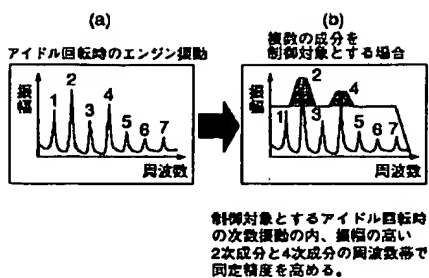 (a)
アイドル回転時のエンジン振動
振幅
1
2
3
4
5
6
7
周波数
(b)
複数の成分を
制御対象とする場合
振幅
1
2
3
4
5
6
7
周波数
制御対象とするアイドル回転時
の次数振動の内、振幅の高い
2次成分と4次成分の周波数帯で
同定精度を高める。